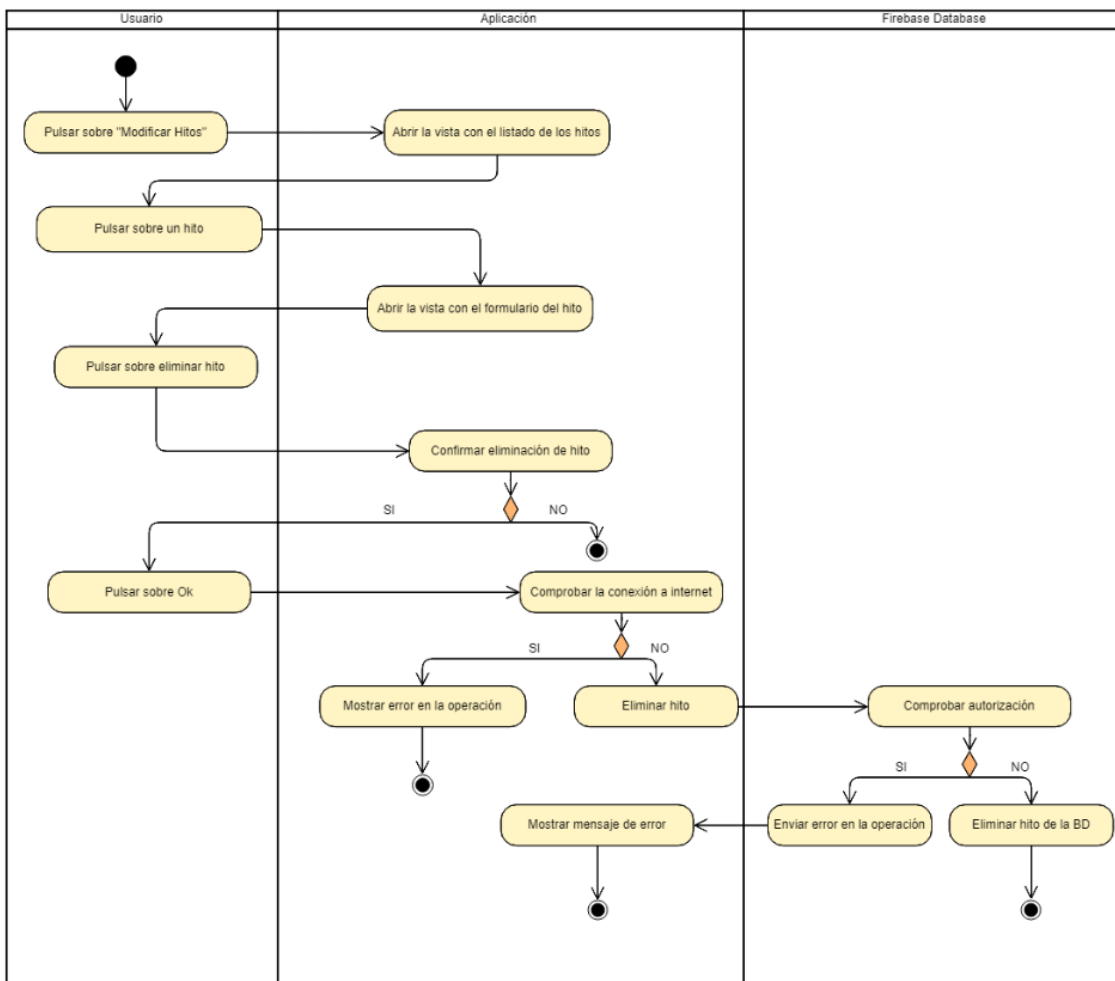 Usuario
Aplicación
Firebase Database
Pulsar sobre "Modificar Hitos"
Abrir la vista con el listado de los hitos
Pulsar sobre un hito
Abrir la vista con el formulario del hito
Pulsar sobre eliminar hito
Confirmar eliminación de hito
SI
NO
Pulsar sobre Ok
Comprobar la conexión a internet
SI
NO
Mostrar error en la operación
Eliminar hito
Comprobar autorización
SI
NO
Mostrar mensaje de error
Enviar error en la operación
Eliminar hito de la BD